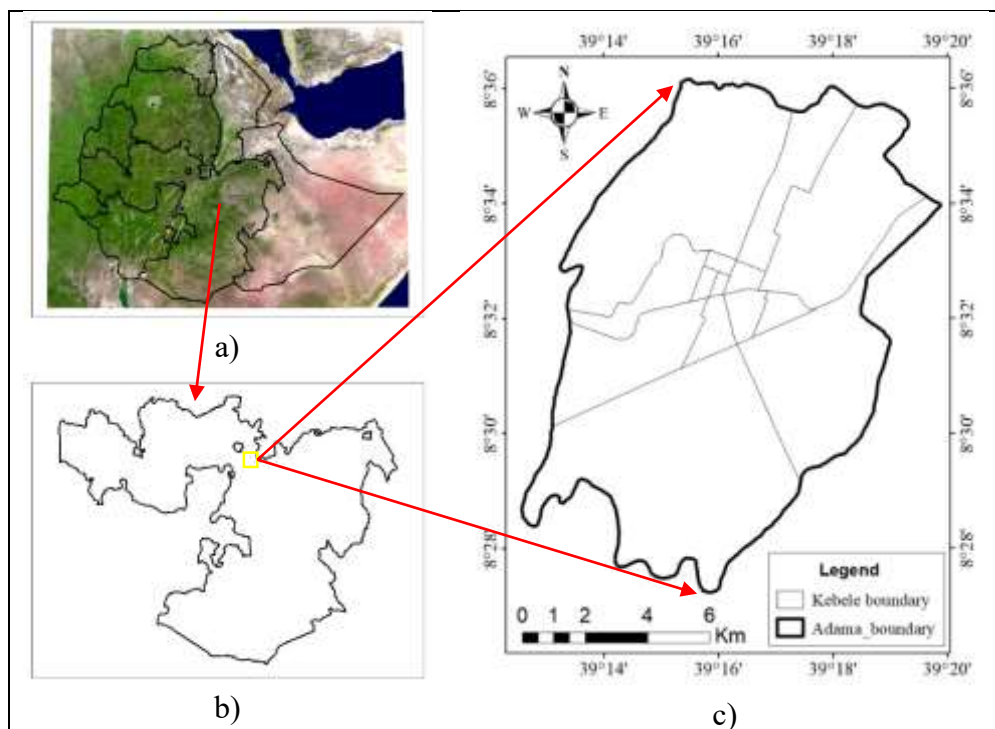 a)
b)
39°14' 39°16' 39°18' 39°20'
8°36' 8°36'
8°34' 8°34'
8°32' 8°32'
8°30' 8°30'
8°28' 8°28'
N
W E
S
Legend
Kebele boundary
Adama_boundary
0 1 2 4 6
Km
39°14' 39°16' 39°18' 39°20'
c)